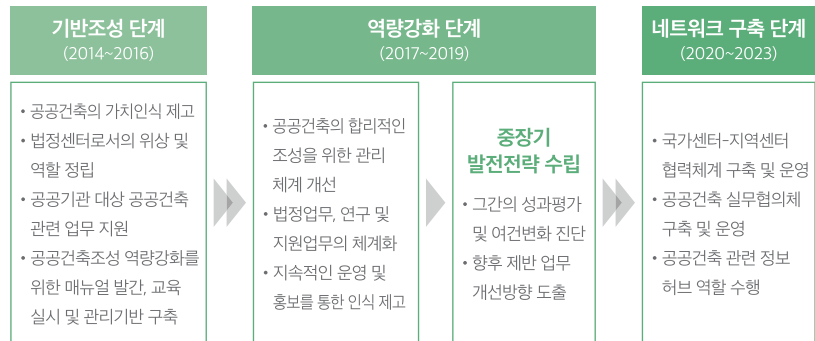 기반조성 단계
(2014~2016)
• 공공건축의 가치인식 제고
• 법정센터로서의 위상 및
역할 정립
• 공공기관 대상 공공건축
관련 업무 지원
• 공공건축조성 역량강화를
위한 매뉴얼 발간, 교육
실시 및 관리기반 구축
역량강화 단계
(2017~2019)
• 공공건축의 합리적인
조성을 위한 관리
체계 개선
• 법정업무, 연구 및
지원업무의 체계화
• 지속적인 운영 및
홍보를 통한 인식 제고
중장기
발전전략 수립
• 그간의 성과평가
및 여건변화 진단
• 향후 제반 업무
개선방향 도출
네트워크 구축 단계
(2020~2023)
• 국가센터-지역센터
협력체계 구축 및 운영
• 공공건축 실무협의체
구축 및 운영
• 공공건축 관련 정보
허브 역할 수행